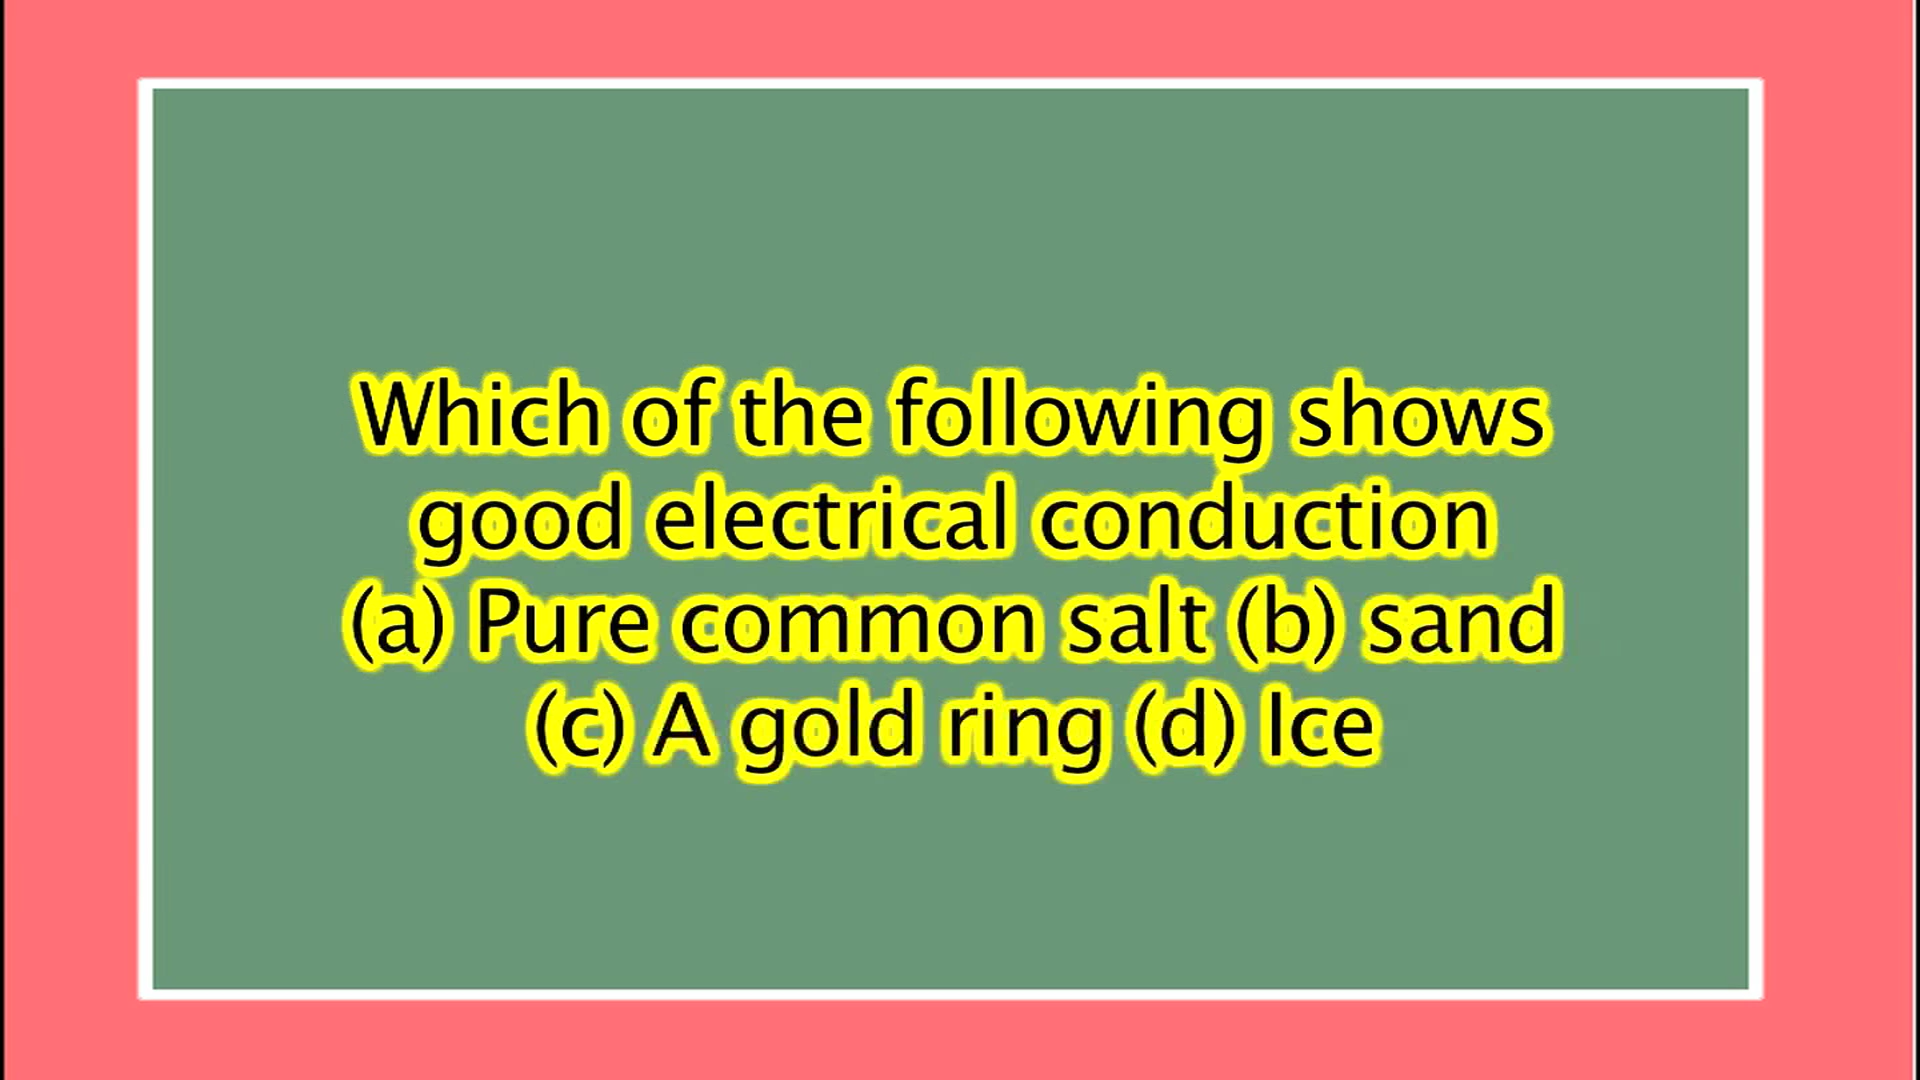 Which of the following shows
good electrical conduction
(a) Pure common salt (b) sand
(c) A gold ring (d) Ice